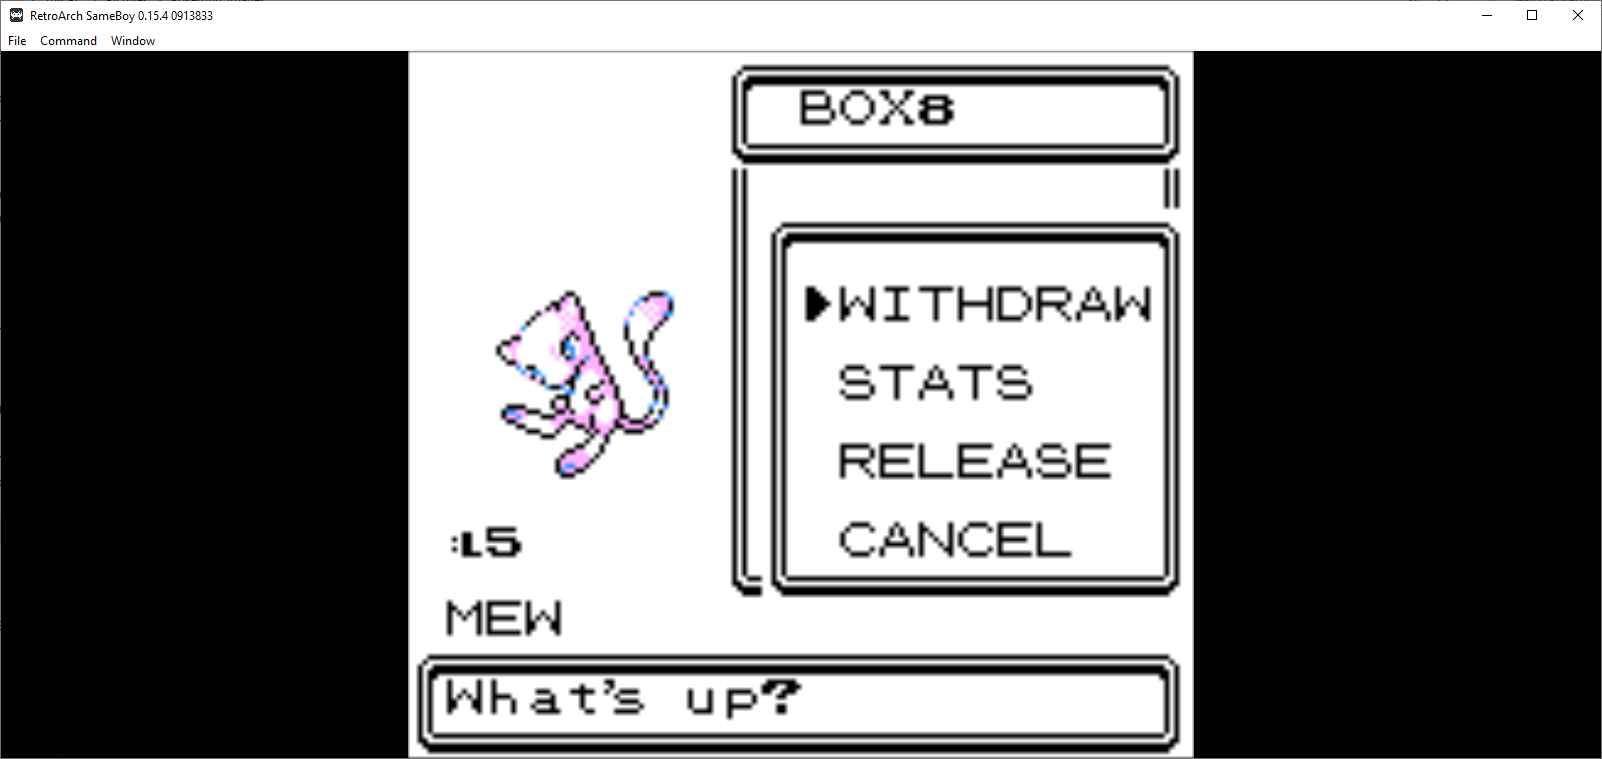 RetroArch SameBoy 0.15.4 0913833
File Command Window
BOX8
▶WITHDRAW
STATS
RELEASE
CANCEL
:L5
MEW
What's up?